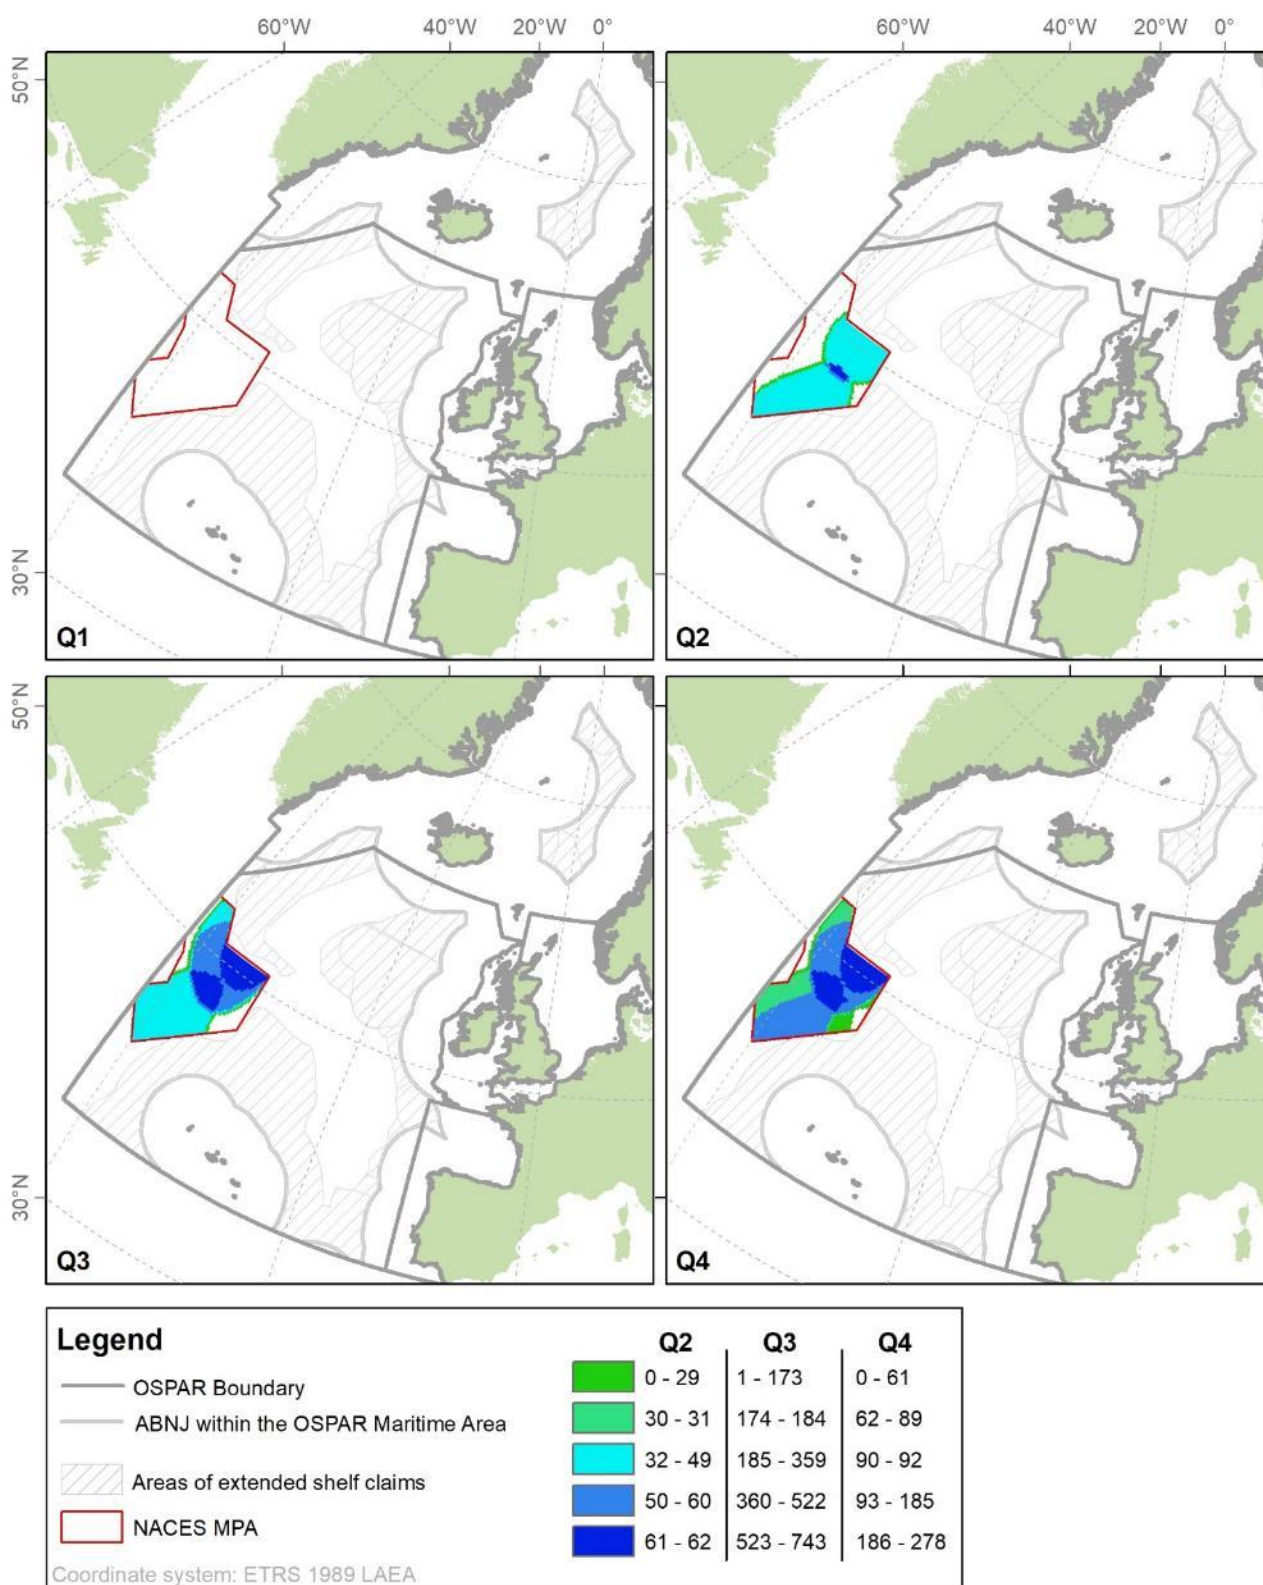 60°W 40°W 20°W 0° 60°W 40°W 20°W 0°
50°N
30°N
Q1 Q2
50°N
30°N
Q3 Q4
Legend
OSPAR Boundary
ABNJ within the OSPAR Maritime Area
Areas of extended shelf claims
NACES MPA
Coordinate system: ETRS 1989 LAEA
Q2 Q3 Q4
0 - 29 1 - 173 0 - 61
30 - 31 174 - 184 62 - 89
32 - 49 185 - 359 90 - 92
50 - 60 360 - 522 93 - 185
61 - 62 523 - 743 186 - 278